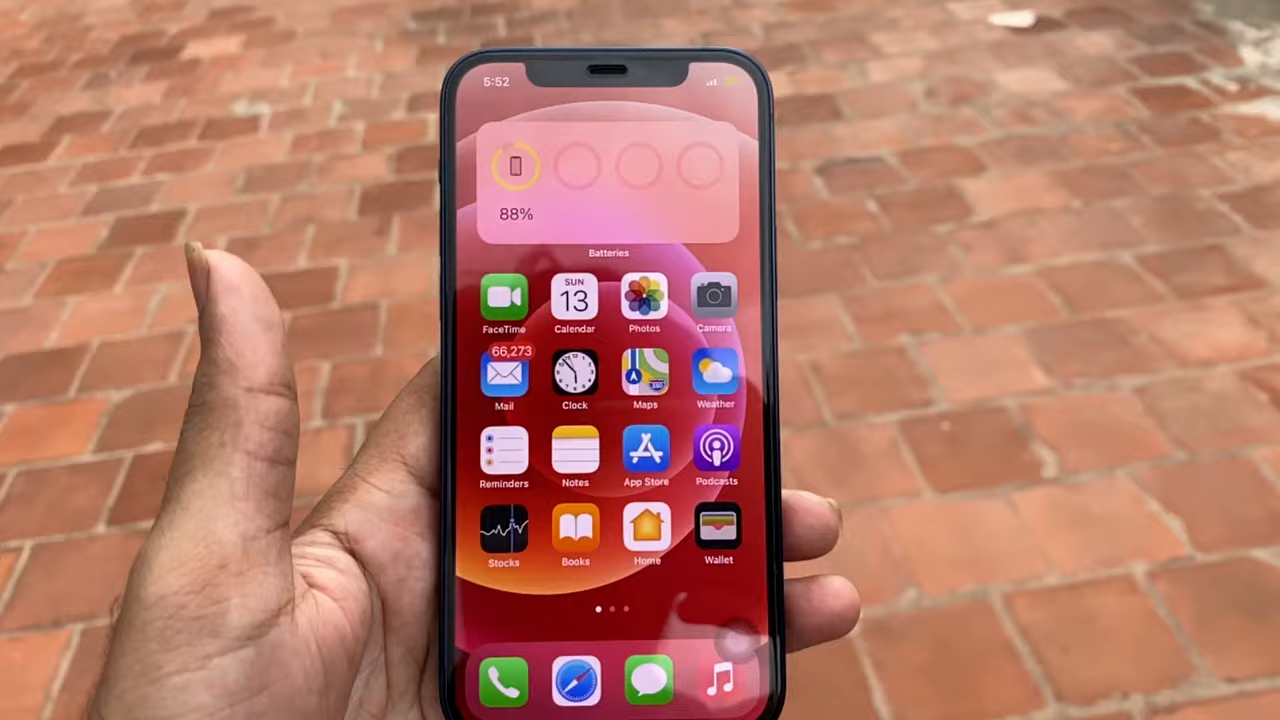 5:52
88%
Batteries
SUN
13
FaceTime Calendar Photos Camera
66,273
Mail Clock Maps Weather
Reminders Notes App Store Podcasts
Stocks Books Home Wallet